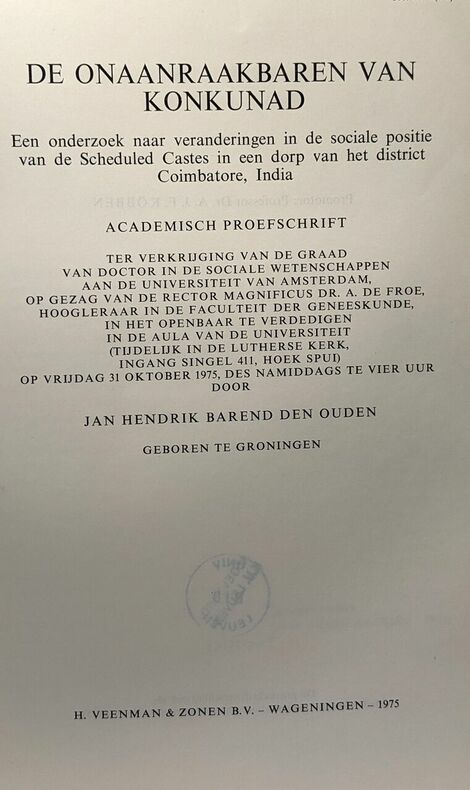 DE ONAANRAAKBAREN VAN
KONKUNAD
Een onderzoek naar veranderingen in de sociale positie
van de Scheduled Castes in een dorp van het district
Coimbatore, India
ACADEMISCH PROEFSCHRIFT
TER VERKRIJGING VAN DE GRAAD
VAN DOCTOR IN DE SOCIALE WETENSCHAPPEN
AAN DE UNIVERSITEIT VAN AMSTERDAM,
OP GEZAG VAN DE RECTOR MAGNIFICUS DR. A. DE FROE,
HOOGLERAAR IN DE FACULTEIT DER GENEESKUNDE,
IN HET OPENBAAR TE VERDEDIGEN
IN DE AULA VAN DE UNIVERSITEIT
(TIJDELIJK IN DE LUTHERSE KERK,
INGANG SINGEL 411, HOEK SPUI)
OP VRIJDAG 31 OKTOBER 1975, DES NAMIDDAGS TE VIER UUR
DOOR
JAN HENDRIK BAREND DEN OUDEN
GEBOREN TE GRONINGEN
H. VEENMAN & ZONEN B.V. – WAGENINGEN – 1975